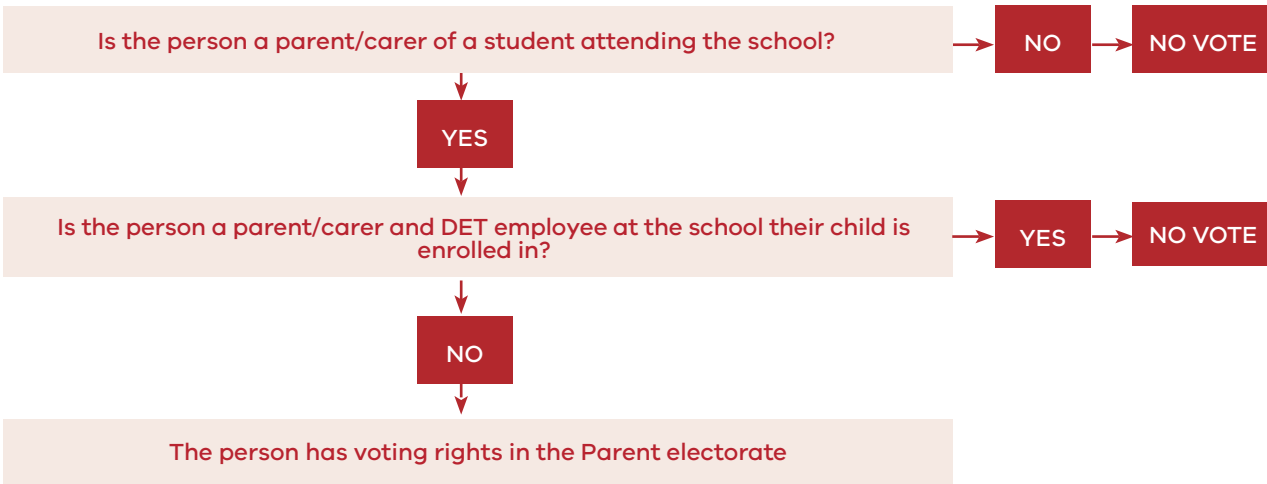 Is the person a parent/carer of a student attending the school?
NO
NO VOTE
YES
Is the person a parent/carer and DET employee at the school their child is
enrolled in?
YES
NO VOTE
NO
The person has voting rights in the Parent electorate